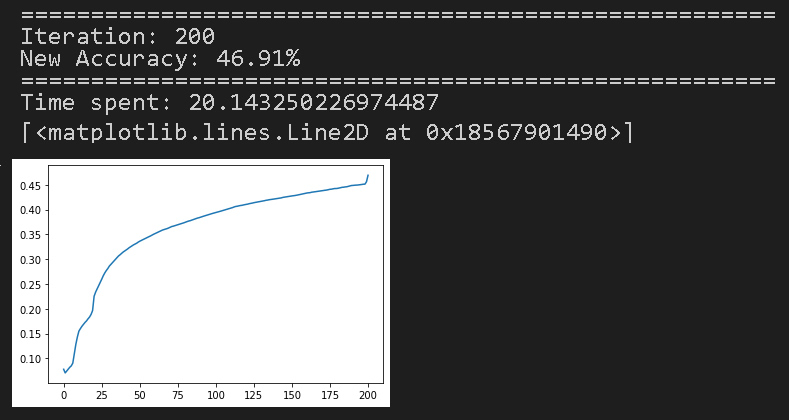 ======================================================
Iteration: 200
New Accuracy: 46.91%
======================================================
Time spent: 20.143250226974487
[<matplotlib.lines.Line2D at 0x18567901490>]
0.45
0.40
0.35
0.30
0.25
0.20
0.15
0.10
0 25 50 75 100 125 150 175 200